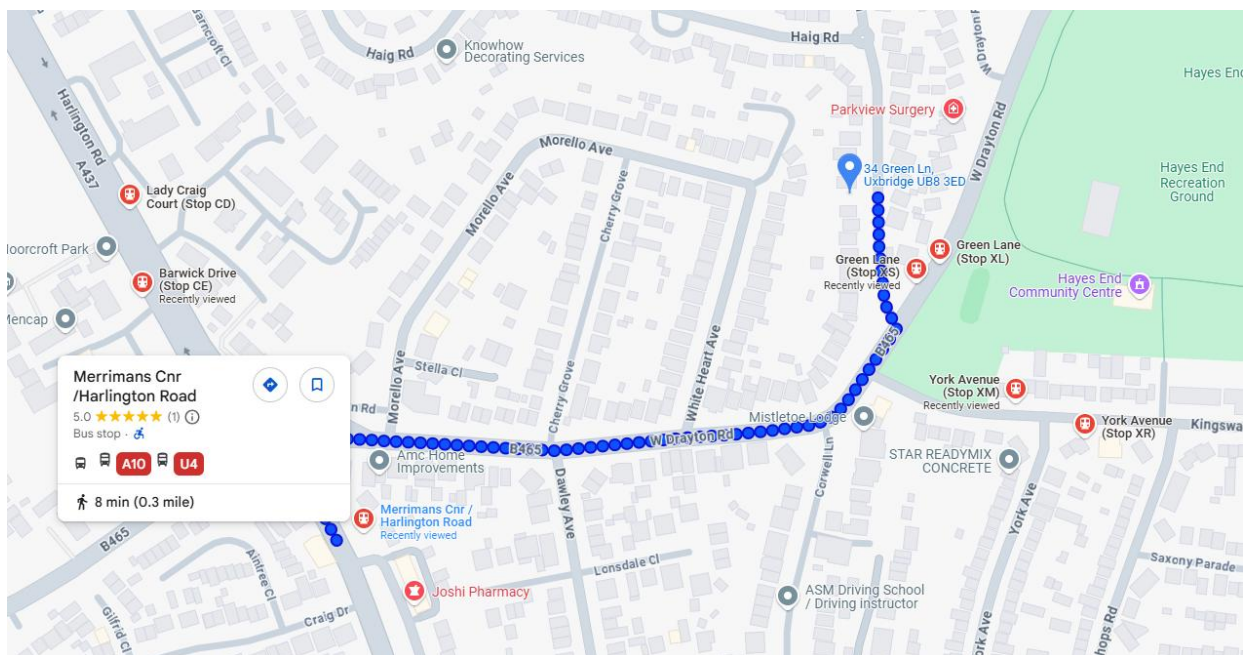 Haig Rd
Knowhow
Decorating Services
Haig Rd
W Drayton Rd
Hayes End
Harlington Rd
A437
Parkview Surgery
Morello Ave
34 Green Ln,
Uxbridge UB8 3ED
Hayes End
Recreation
Ground
Lady Craig
Court (Stop CD)
Morello Ave
Cherry Grove
Moorcroft Park
Barwick Drive
(Stop CE)
Recently viewed
Green Lane
(Stop XS)
Recently viewed
Green Lane
(Stop XL)
Hayes End
Community Centre
Mencap
White Heart Ave
B465
Stella Cl
Morello Ave
Cherry Grove
Merrimans Cnr
/Harlington Road
5.0
(1)
Bus stop ·
A10
U4
8 min (0.3 mile)
n Rd
B465
W Drayton Rd
Mistletoe Lodge
York Avenue
(Stop XM)
Recently viewed
York Avenue
(Stop XR)
Kingswa
Amc Home
Improvements
Corwell Ln
STAR READYMIX
CONCRETE
Merrimans Cnr /
Harlington Road
Recently viewed
Dawley Ave
York Ave
B465
Aintree Cl
Lonsdale Cl
Saxony Parade
Joshi Pharmacy
ASM Driving School
/ Driving instructor
Gilfrid Cl
Craig Dr
York Ave
shops Rd